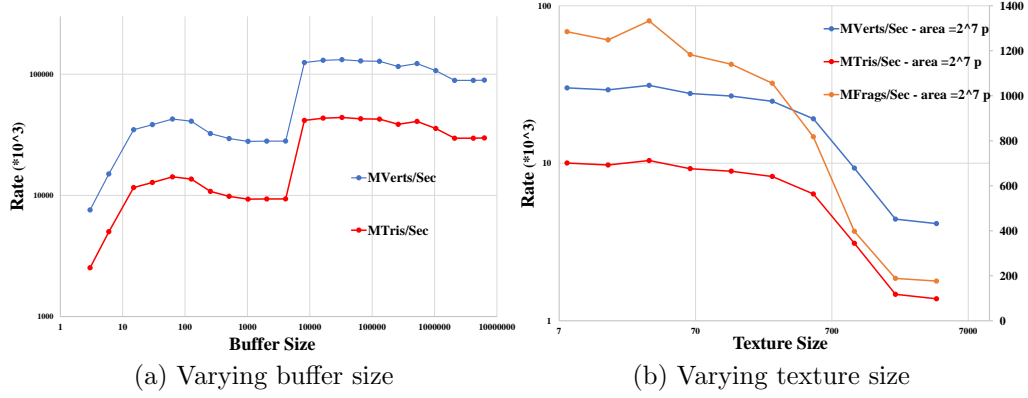 100000
10000
1000
Rate (*10^3)
MVerts/Sec
MTris/Sec
1 10 100 1000 10000 100000 1000000 10000000
Buffer Size
(a) Varying buffer size
100
10
1
Rate (*10^3)
MVerts/Sec - area =2^7 p
MTris/Sec - area =2^7 p
MFrags/Sec - area =2^7 p
1400
1200
1000
800
600
400
200
0
7 70 700 7000
Texture Size
(b) Varying texture size